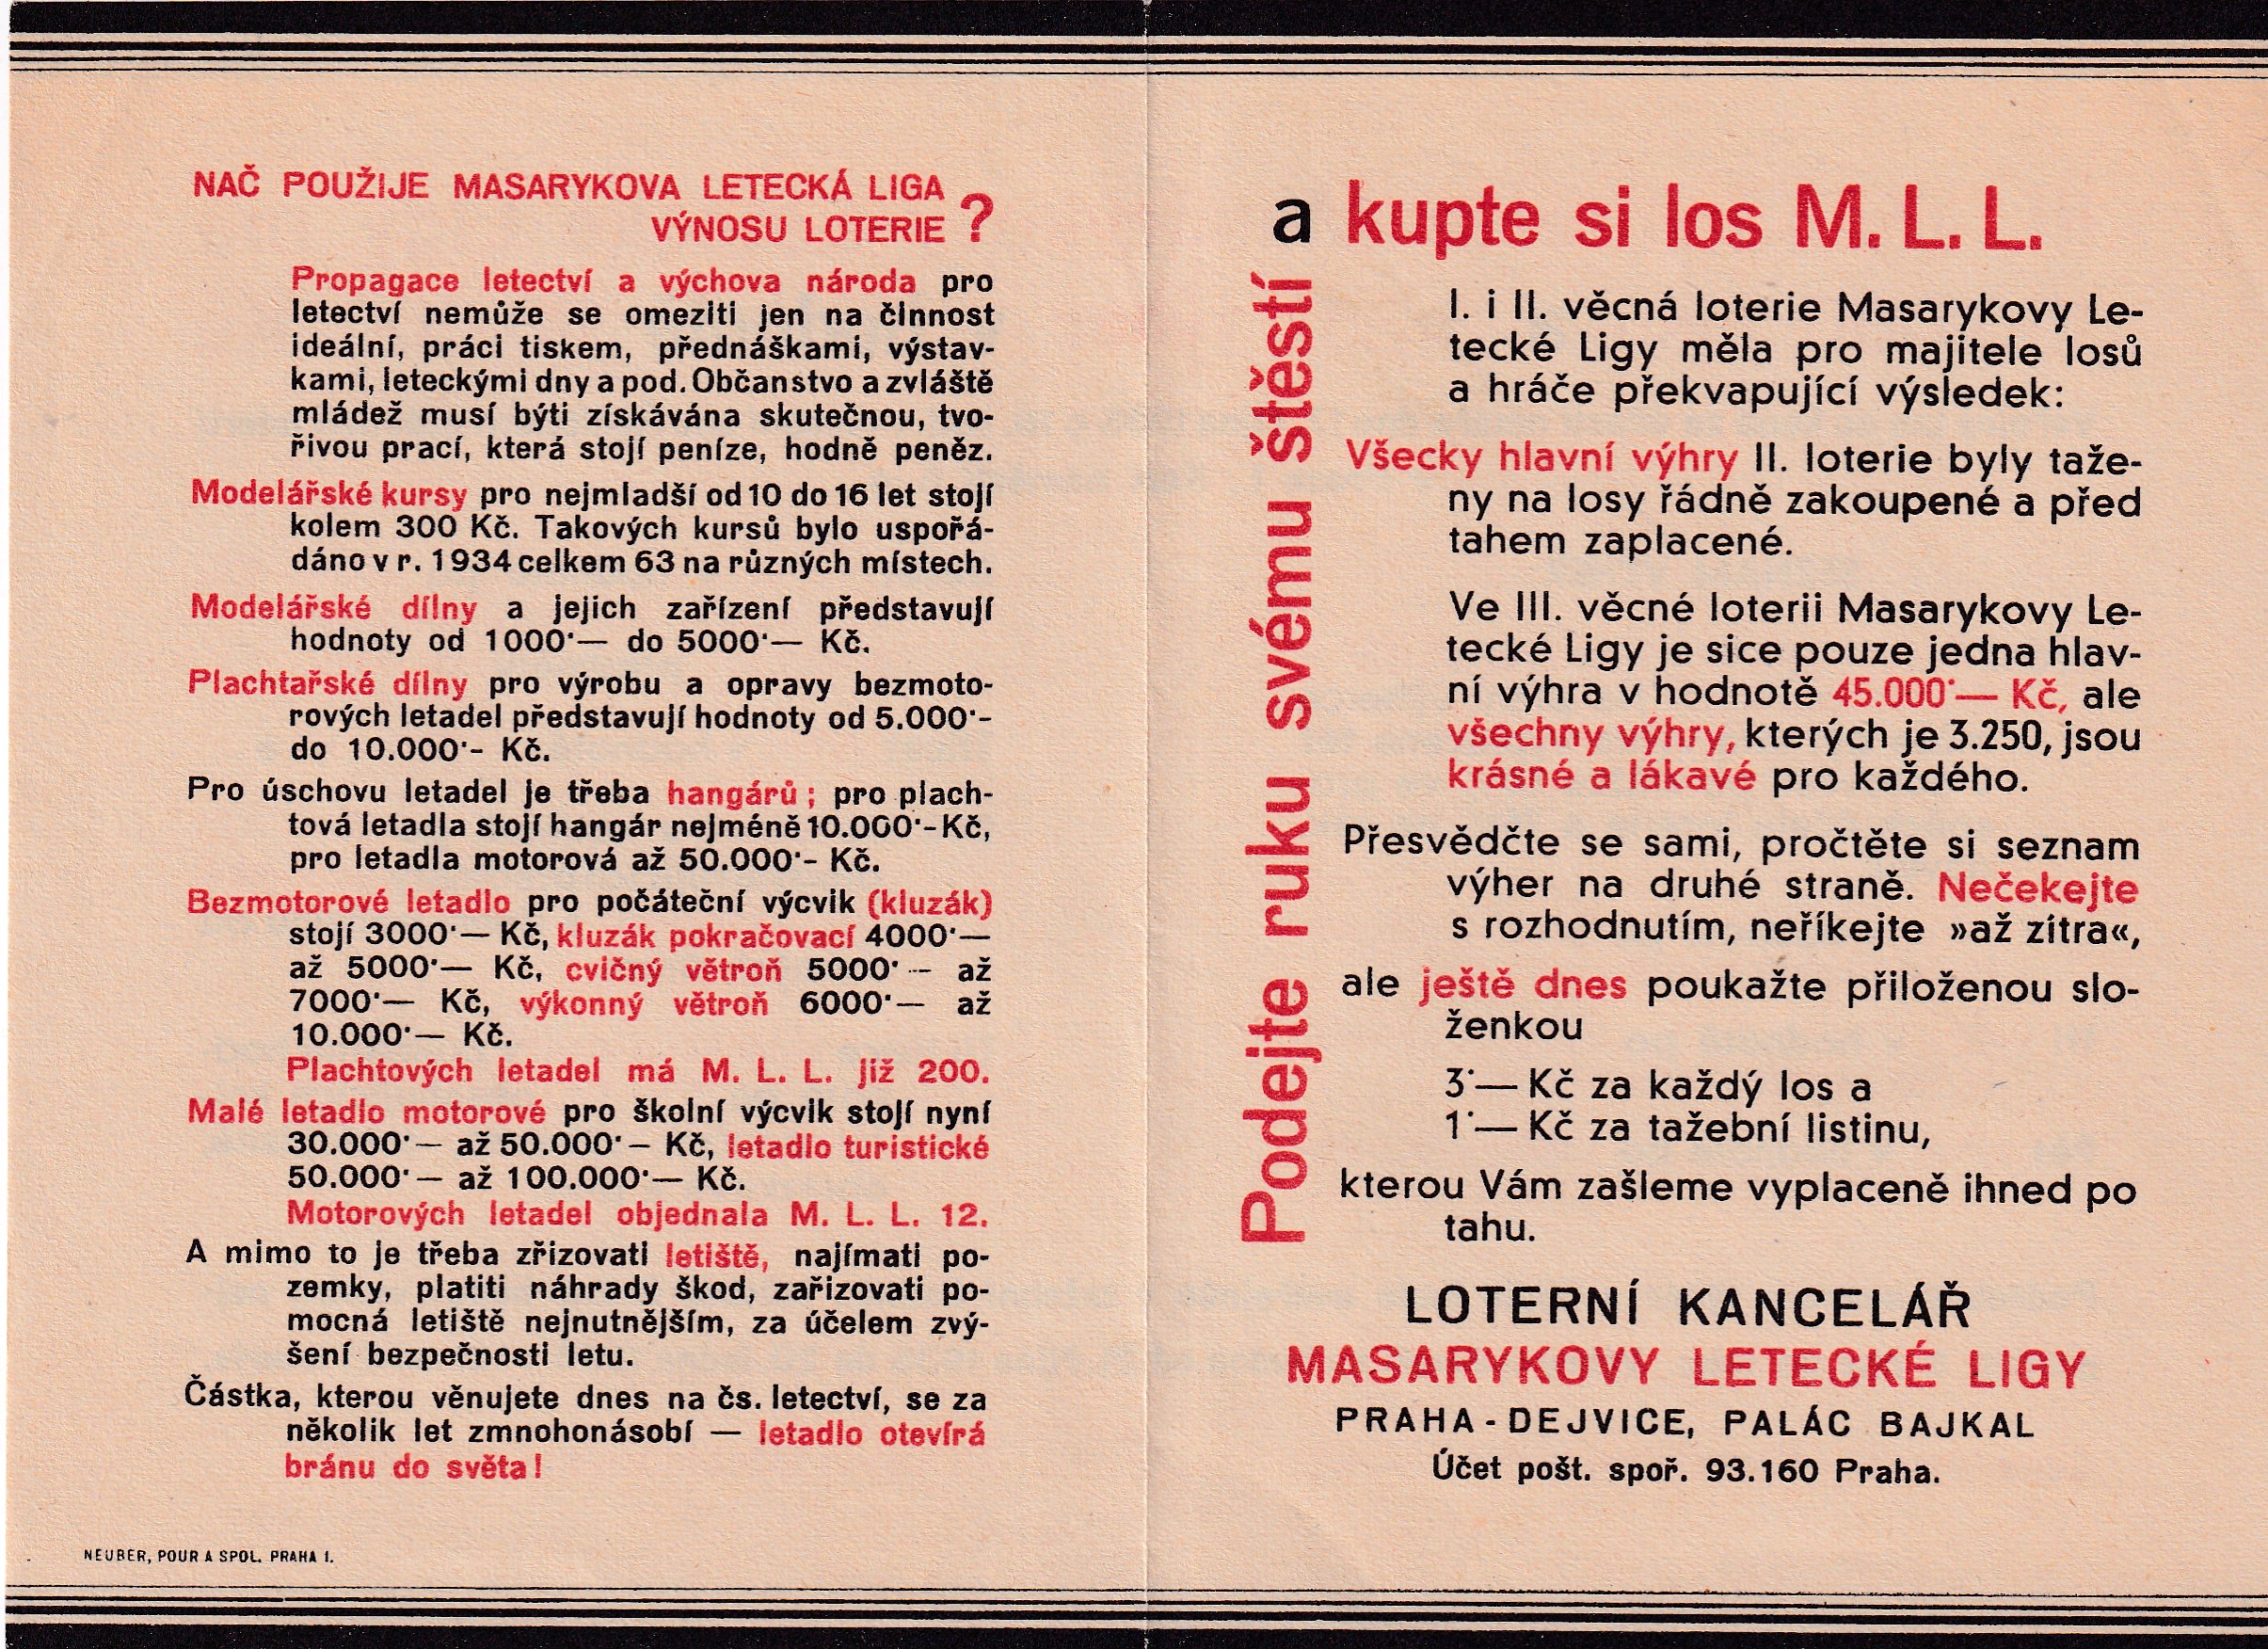 NAČ POUŽIJE MASARYKOVA LETECKÁ LIGA
VÝNOSU LOTERIE ?
Propagace letectví a výchova národa pro
letectví nemůže se omeziti jen na činnost
ideální, práci tiskem, přednáškami, výstav-
kami, leteckými dny a pod. Občanstvo a zvláště
mládež musí býti získávána skutečnou, tvo-
řivou prací, která stojí peníze, hodně peněz.
Modelářské kursy pro nejmladší od 10 do 16 let stojí
kolem 300 Kč. Takových kursů bylo uspořá-
dáno v r. 1934 celkem 63 na různých místech.
Modelářské dílny a jejich zařízení představují
hodnoty od 1000·— do 5000·— Kč.
Plachtařské dílny pro výrobu a opravy bezmoto-
rových letadel představují hodnoty od 5.000·-
do 10.000·- Kč.
Pro úschovu letadel je třeba hangárů; pro plach-
tová letadla stojí hangár nejméně 10.000·- Kč,
pro letadla motorová až 50.000·- Kč.
Bezmotorové letadlo pro počáteční výcvik (kluzák)
stojí 3000·— Kč, kluzák pokračovací 4000·—
až 5000·— Kč, cvičný větroň 5000·— až
7000·— Kč, výkonný větroň 6000·— až
10.000·— Kč.
Plachtových letadel má M. L. L. již 200.
Malé letadlo motorové pro školní výcvik stojí nyní
30.000·— až 50.000·— Kč, letadlo turistické
50.000·— až 100.000·— Kč.
Motorových letadel objednala M. L. L. 12.
A mimo to je třeba zřizovati letiště, najímati po-
zemky, platiti náhrady škod, zařizovati po-
mocná letiště nejnutnějším, za účelem zvý-
šení bezpečnosti letu.
Částka, kterou věnujete dnes na čs. letectví, se za
několik let zmnohonásobí — letadlo otevírá
bránu do světa!
NEUBER, POUR A SPOL. PRAHA I.
Podejte ruku svému štěstí
a kupte si los M. L. L.
I. i II. věcná loterie Masarykovy Le-
tecké Ligy měla pro majitele losů
a hráče překvapující výsledek:
Všecky hlavní výhry II. loterie byly taže-
ny na losy řádně zakoupené a před
tahem zaplacené.
Ve III. věcné loterii Masarykovy Le-
tecké Ligy je sice pouze jedna hlav-
ní výhra v hodnotě 45.000·— Kč, ale
všechny výhry, kterých je 3.250, jsou
krásné a lákavé pro každého.
Přesvědčte se sami, pročtěte si seznam
výher na druhé straně. Nečekejte
s rozhodnutím, neříkejte »až zítra«,
ale ještě dnes poukažte přiloženou slo-
ženkou
3·— Kč za každý los a
1·— Kč za tažební listinu,
kterou Vám zašleme vyplaceně ihned po
tahu.
LOTERNÍ KANCELÁŘ
MASARYKOVY LETECKÉ LIGY
PRAHA - DEJVICE, PALÁC BAJKAL
Účet pošt. spoř. 93.160 Praha.